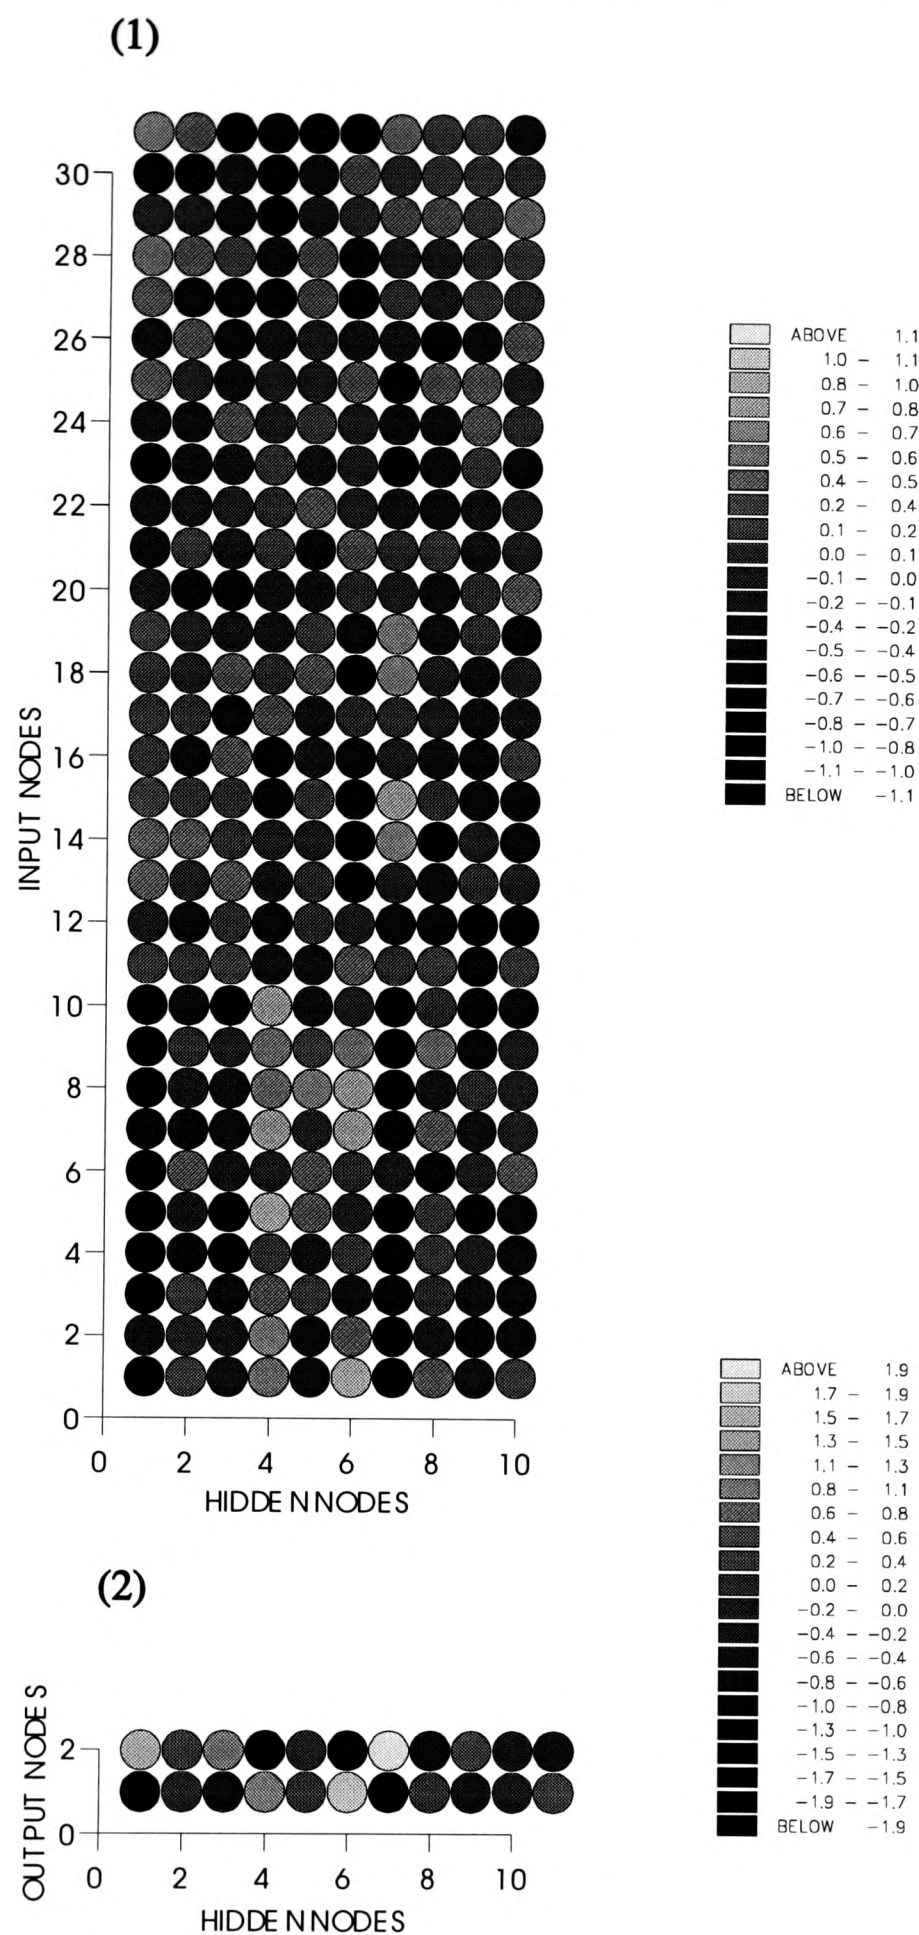 (1)
30
28
26
24
22
20
18
16
14
12
10
8
6
4
2
0
INPUT NODES
0 2 4 6 8 10
HIDDEN NODES
ABOVE 1.1
1.0 – 1.1
0.8 – 1.0
0.7 – 0.8
0.6 – 0.7
0.5 – 0.6
0.4 – 0.5
0.2 – 0.4
0.1 – 0.2
0.0 – 0.1
-0.1 – 0.0
-0.2 – -0.1
-0.4 – -0.2
-0.5 – -0.4
-0.6 – -0.5
-0.7 – -0.6
-0.8 – -0.7
-1.0 – -0.8
-1.1 – -1.0
BELOW -1.1
(2)
OUTPUT NODES
2
0
0 2 4 6 8 10
HIDDEN NODES
ABOVE 1.9
1.7 – 1.9
1.5 – 1.7
1.3 – 1.5
1.1 – 1.3
0.8 – 1.1
0.6 – 0.8
0.4 – 0.6
0.2 – 0.4
0.0 – 0.2
-0.2 – 0.0
-0.4 – -0.2
-0.6 – -0.4
-0.8 – -0.6
-1.0 – -0.8
-1.3 – -1.0
-1.5 – -1.3
-1.7 – -1.5
-1.9 – -1.7
BELOW -1.9